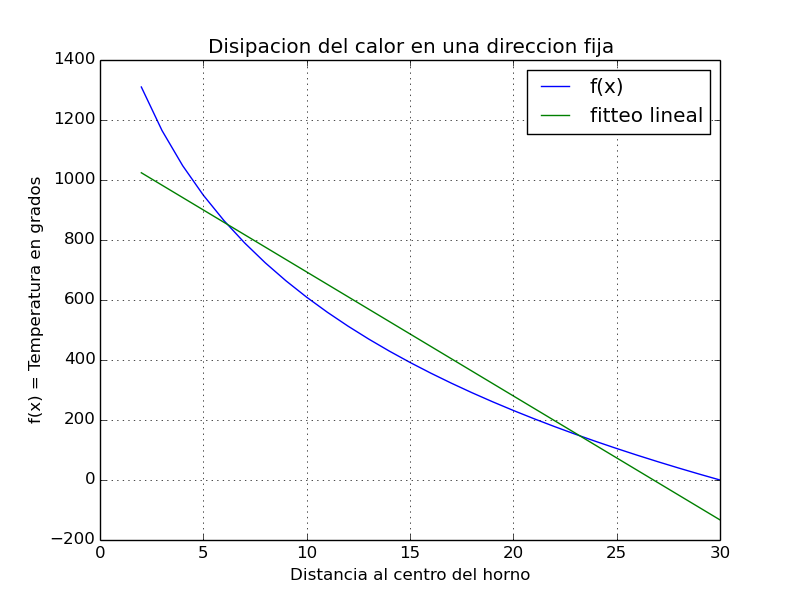 Disipacion del calor en una direccion fija
f(x) = Temperatura en grados
1400
1200
1000
800
600
400
200
0
−200
f(x)
fitteo lineal
0 5 10 15 20 25 30
Distancia al centro del horno